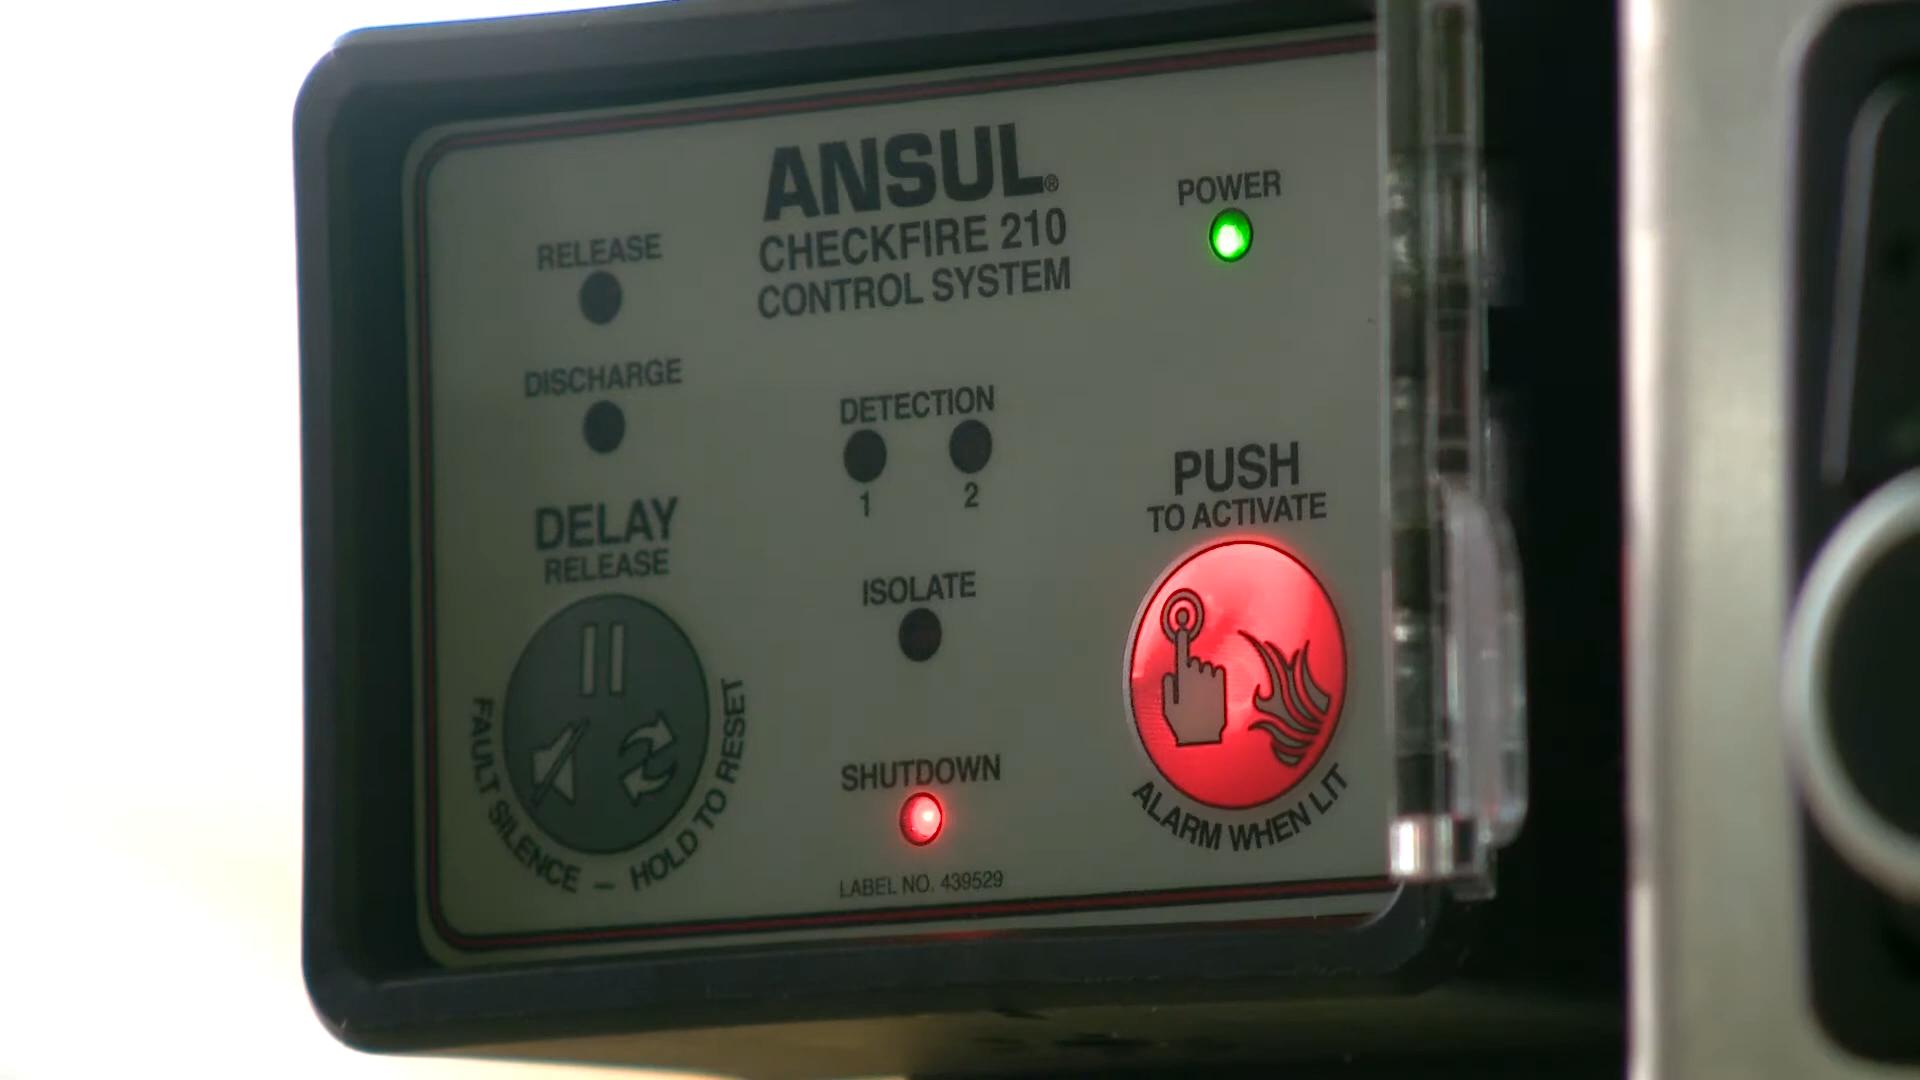 ANSUL®
CHECKFIRE 210
CONTROL SYSTEM
POWER
RELEASE
DISCHARGE
DETECTION
1 2
DELAY
RELEASE
FAULT SILENCE – HOLD TO RESET
ISOLATE
SHUTDOWN
PUSH
TO ACTIVATE
ALARM WHEN LIT
LABEL NO. 439529